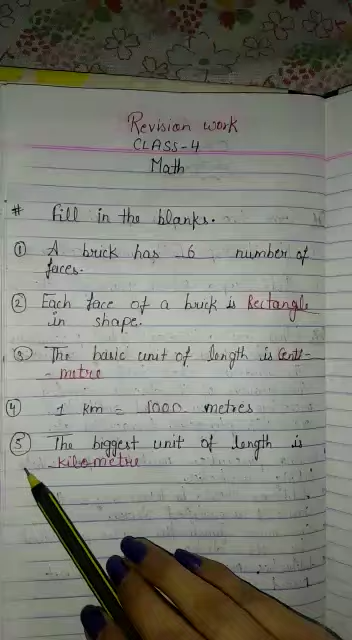 Revision work
CLASS-4
Math
# Fill in the blanks.
① A brick has 6 number of
faces.
② Each face of a brick is Rectangle
in shape.
③ The basic unit of length is Centi-
- metre
④ 1 km = 1000 metres
⑤ The biggest unit of length is
kilometre